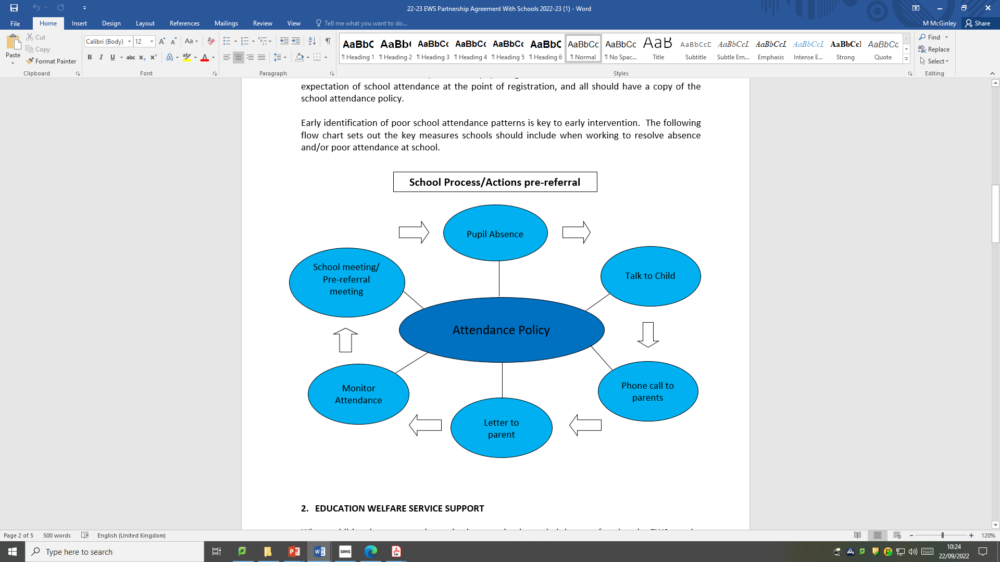 22-23 EWS Partnership Agreement With Schools 2022-23 (1) - Word
File Home Insert Design Layout References Mailings Review View Tell me what you want to do... M McGinley Share
Paste
Cut
Copy
Format Painter
Clipboard
Calibri (Body) 12
Font
Paragraph
AaBbC AaBb AaBbCc AaBbCc AaBbCc AaBbC AaBbCc AaBbCc AaB AaBbCcD AaBbCcL AaBbCcL AaBbCcL AaBbCcl AaBbCc
¶ Heading 1 ¶ Heading 2 ¶ Heading 3 ¶ Heading 4 ¶ Heading 5 ¶ Heading 6 ¶ Normal ¶ No Spac... Title Subtitle Subtle Em... Emphasis Intense E... Strong Quote
Styles
Find
Replace
Select
Editing
expectation of school attendance at the point of registration, and all should have a copy of the
school attendance policy.
Early identification of poor school attendance patterns is key to early intervention. The following
flow chart sets out the key measures schools should include when working to resolve absence
and/or poor attendance at school.
School Process/Actions pre-referral
Pupil Absence
Talk to Child
Phone call to
parents
Letter to
parent
Monitor
Attendance
School meeting/
Pre-referral
meeting
Attendance Policy
2. EDUCATION WELFARE SERVICE SUPPORT
Page 2 of 5 500 words English (United Kingdom) 120%
Type here to search
SIMS
10:24
22/09/2022